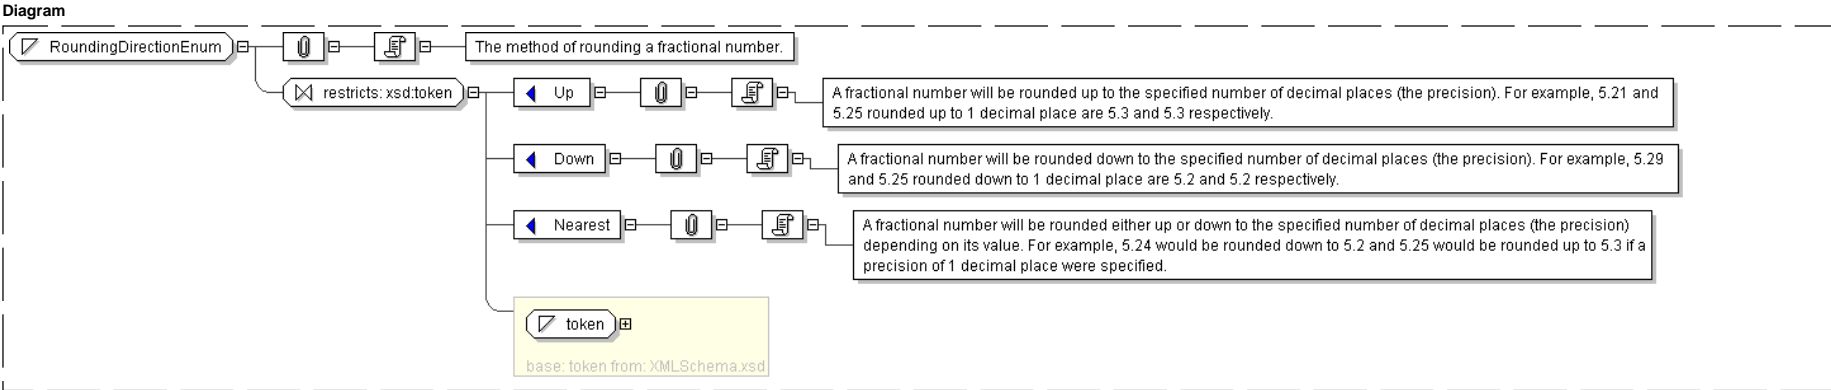 Diagram
RoundingDirectionEnum
The method of rounding a fractional number.
restricts: xsd:token
Up
A fractional number will be rounded up to the specified number of decimal places (the precision). For example, 5.21 and
5.25 rounded up to 1 decimal place are 5.3 and 5.3 respectively.
Down
A fractional number will be rounded down to the specified number of decimal places (the precision). For example, 5.29
and 5.25 rounded down to 1 decimal place are 5.2 and 5.2 respectively.
Nearest
A fractional number will be rounded either up or down to the specified number of decimal places (the precision)
depending on its value. For example, 5.24 would be rounded down to 5.2 and 5.25 would be rounded up to 5.3 if a
precision of 1 decimal place were specified.
token
base: token from: XMLSchema.xsd